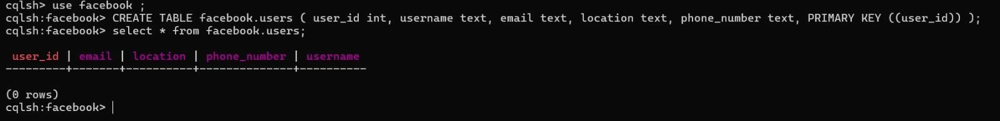 cqlsh> use facebook ;
cqlsh:facebook> CREATE TABLE facebook.users ( user_id int, username text, email text, location text, phone_number text, PRIMARY KEY ((user_id)) );
cqlsh:facebook> select * from facebook.users;
user_id | email | location | phone_number | username
---------+-------+----------+--------------+----------
(0 rows)
cqlsh:facebook>